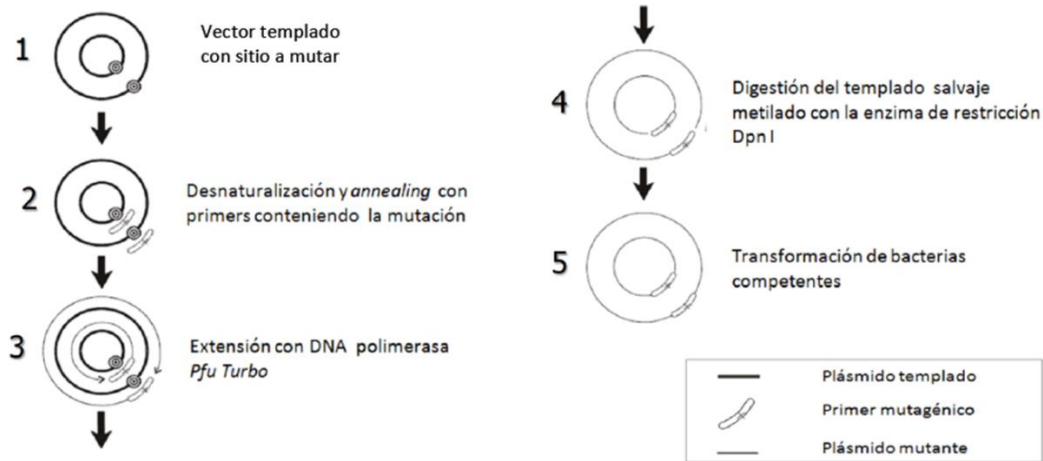 1
Vector templado
con sitio a mutar
2
Desnaturalización y annealing con
primers conteniendo la mutación
3
Extensión con DNA polimerasa
Pfu Turbo
4
Digestión del templado salvaje
metilado con la enzima de restricción
Dpn I
5
Transformación de bacterias
competentes
Plásmido templado
Primer mutagénico
Plásmido mutante